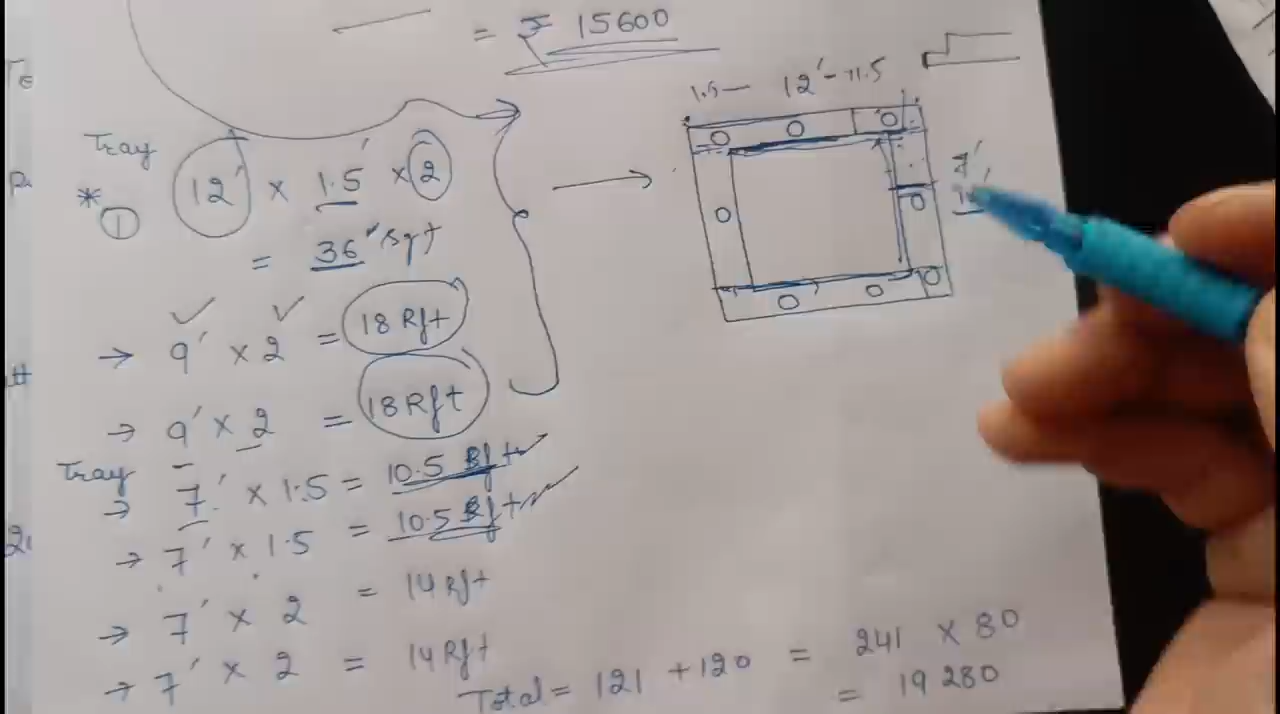 = ₹ 15600
1.5 — 12' - 11.5
Tray
* ① 12' × 1.5' × 2
= 36 sqft
7'
→ 9' × 2 = 18 Rft
→ 9' × 2 = 18 Rft
Tray
→ 7' × 1.5 = 10.5 Rft
→ 7' × 1.5 = 10.5 Rft
→ 7' × 2 = 14 Rft
→ 7' × 2 = 14 Rft
Total = 121 + 120 = 241 × 80
= 19280